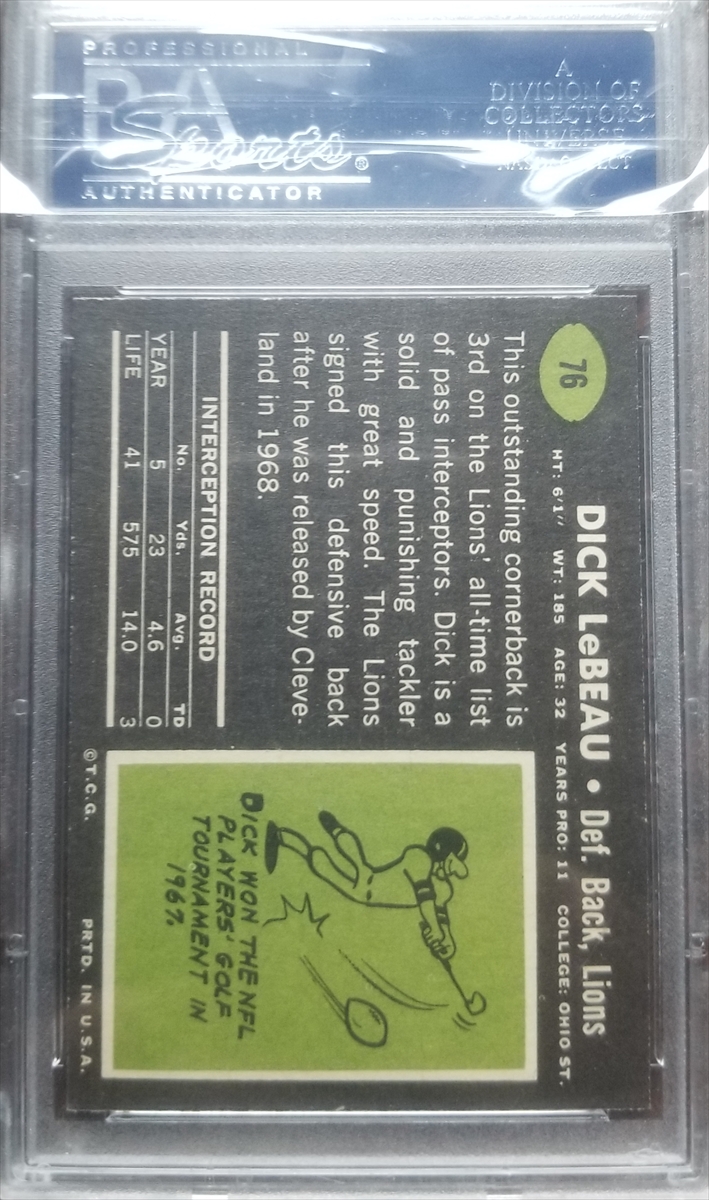 PROFESSIONAL
PSA
Sports®
AUTHENTICATOR
A
DIVISION OF
COLLECTORS
UNIVERSE
76
DICK LeBEAU • Def. Back, Lions
HT: 6'1" WT: 185 AGE: 32 YEARS PRO: 11 COLLEGE: OHIO ST.
This outstanding cornerback is
3rd on the Lions' all-time list
of pass interceptors. Dick is a
solid and punishing tackler
with great speed. The Lions
signed this defensive back
after he was released by Cleve-
land in 1968.
INTERCEPTION RECORD
No. Yds. Avg. TD
YEAR 5 23 4.6 0
LIFE 41 575 14.0 3
DICK WON THE NFL
PLAYERS' GOLF
TOURNAMENT IN
1967.
©T.C.G. PRTD. IN U.S.A.